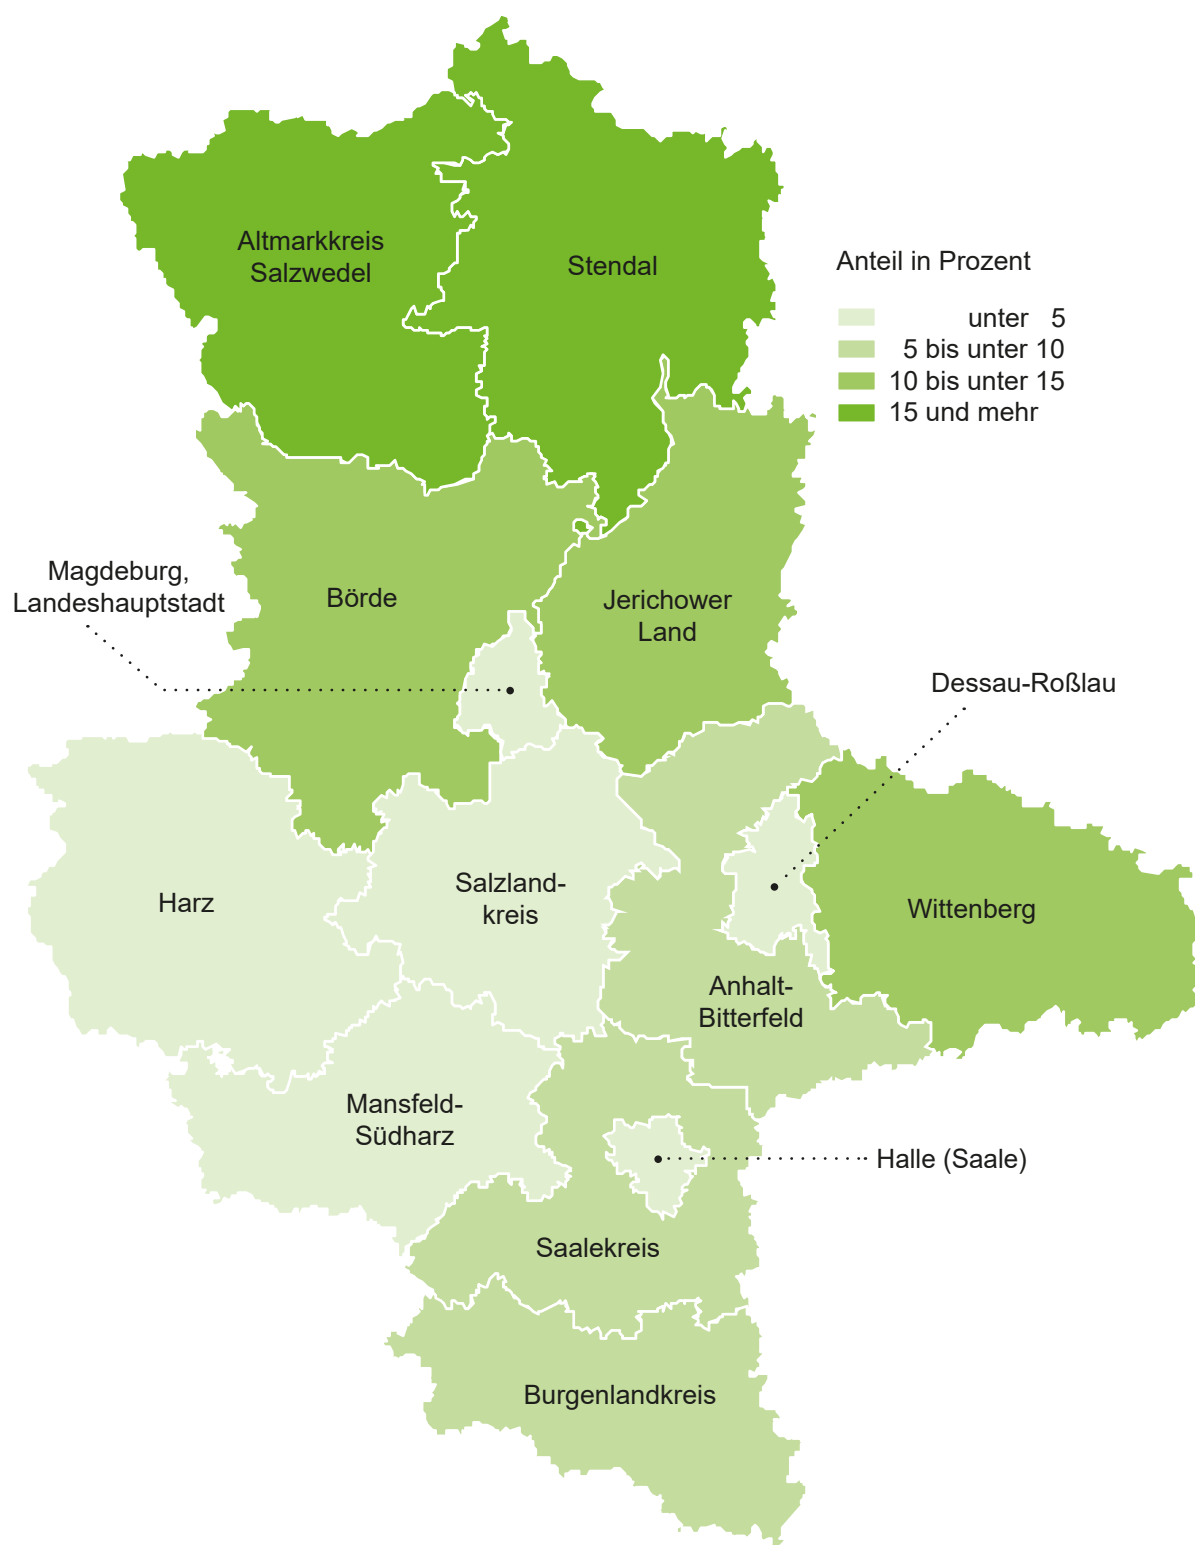 Altmarkkreis
Salzwedel
Stendal
Anteil in Prozent
unter 5
5 bis unter 10
10 bis unter 15
15 und mehr
Magdeburg,
Landeshauptstadt
Börde
Jerichower
Land
Dessau-Roßlau
Harz
Salzland-
kreis
Wittenberg
Anhalt-
Bitterfeld
Mansfeld-
Südharz
Halle (Saale)
Saalekreis
Burgenlandkreis